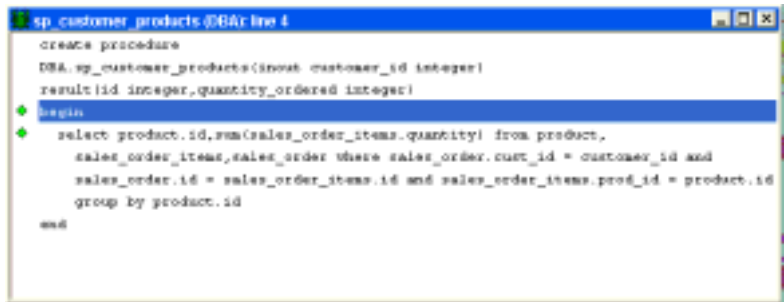 sp_customer_products (DBA): line 4
create procedure
DBA.sp_customer_products(inout customer_id integer)
result(id integer,quantity_ordered integer)
begin
select product.id,sum(sales_order_items.quantity) from product,
sales_order_items,sales_order where sales_order.cust_id = customer_id and
sales_order.id = sales_order_items.id and sales_order_items.prod_id = product.id
group by product.id
end